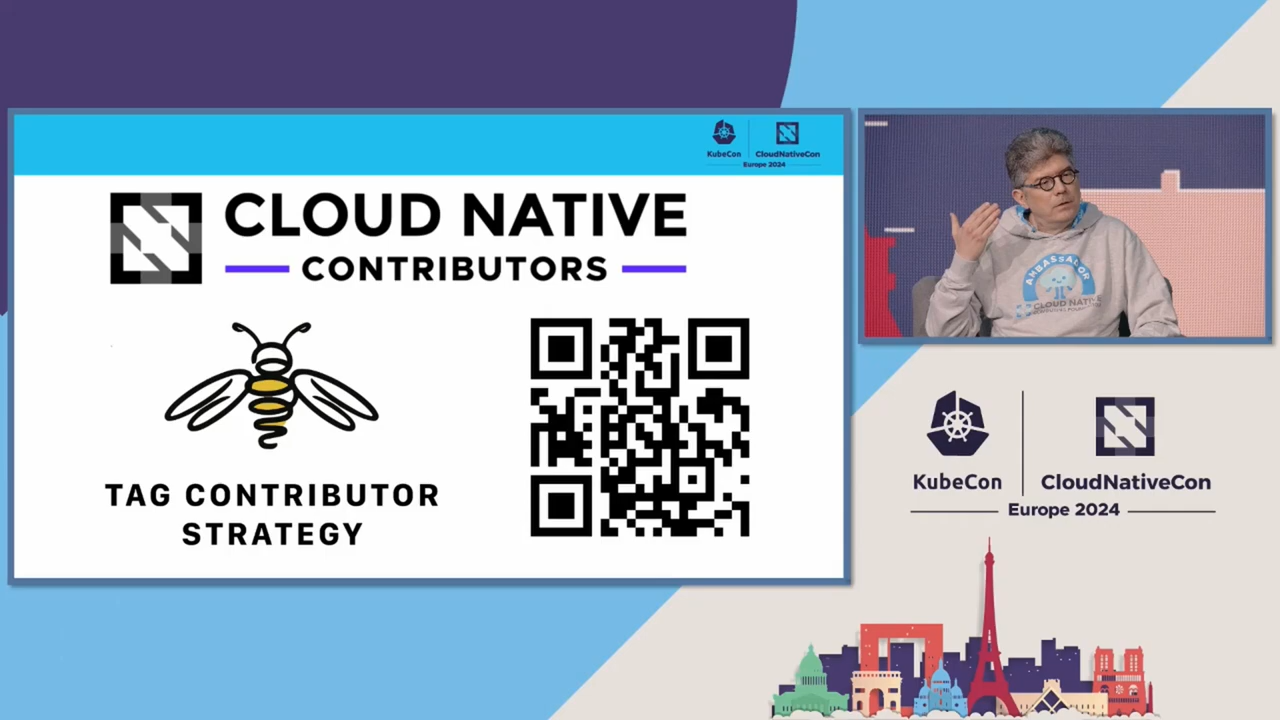 KubeCon
CloudNativeCon
Europe 2024
CLOUD NATIVE
CONTRIBUTORS
TAG CONTRIBUTOR
STRATEGY
AMBASSADOR
CLOUD NATIVE
KubeCon
CloudNativeCon
Europe 2024